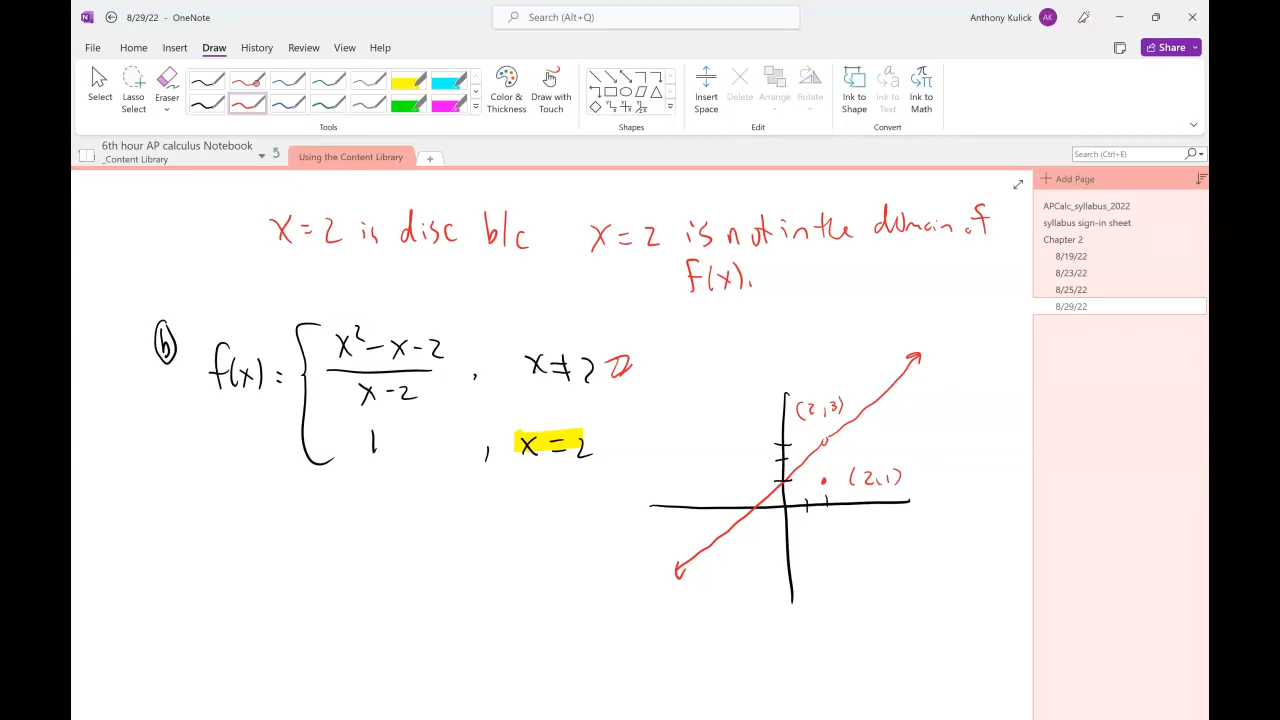 8/29/22 • OneNote
Search (Alt+Q)
Anthony Kulick AK
File Home Insert Draw History Review View Help Share
Select Lasso Select Eraser Color & Thickness Draw with Touch Insert Space Delete Arrange Rotate Ink to Shape Ink to Text Ink to Math
Tools Shapes Edit Convert
6th hour AP calculus Notebook
_Content Library
Using the Content Library
Search (Ctrl+E)
Add Page
APCalc_syllabus_2022
syllabus sign-in sheet
Chapter 2
8/19/22
8/23/22
8/25/22
8/29/22
x=2 is disc b/c x=2 is not in the domain of
f(x).
b
f(x) = { x²-x-2 / x-2 , x≠2
1 , x=2
(2,3)
(2,1)